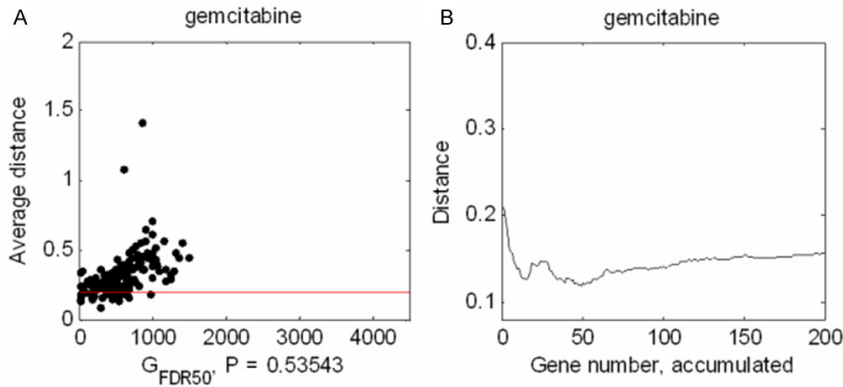 A
gemcitabine
2
1.5
1
0.5
0
Average distance
0 1000 2000 3000 4000
G_FDR50, P = 0.53543
B
gemcitabine
0.4
0.3
0.2
0.1
Distance
0 50 100 150 200
Gene number, accumulated